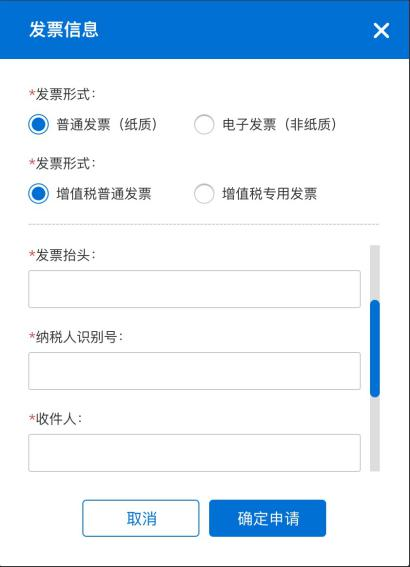 发票信息
*发票形式：
普通发票（纸质） 电子发票（非纸质）
*发票形式：
增值税普通发票 增值税专用发票
*发票抬头：
*纳税人识别号：
*收件人：
取消 确定申请